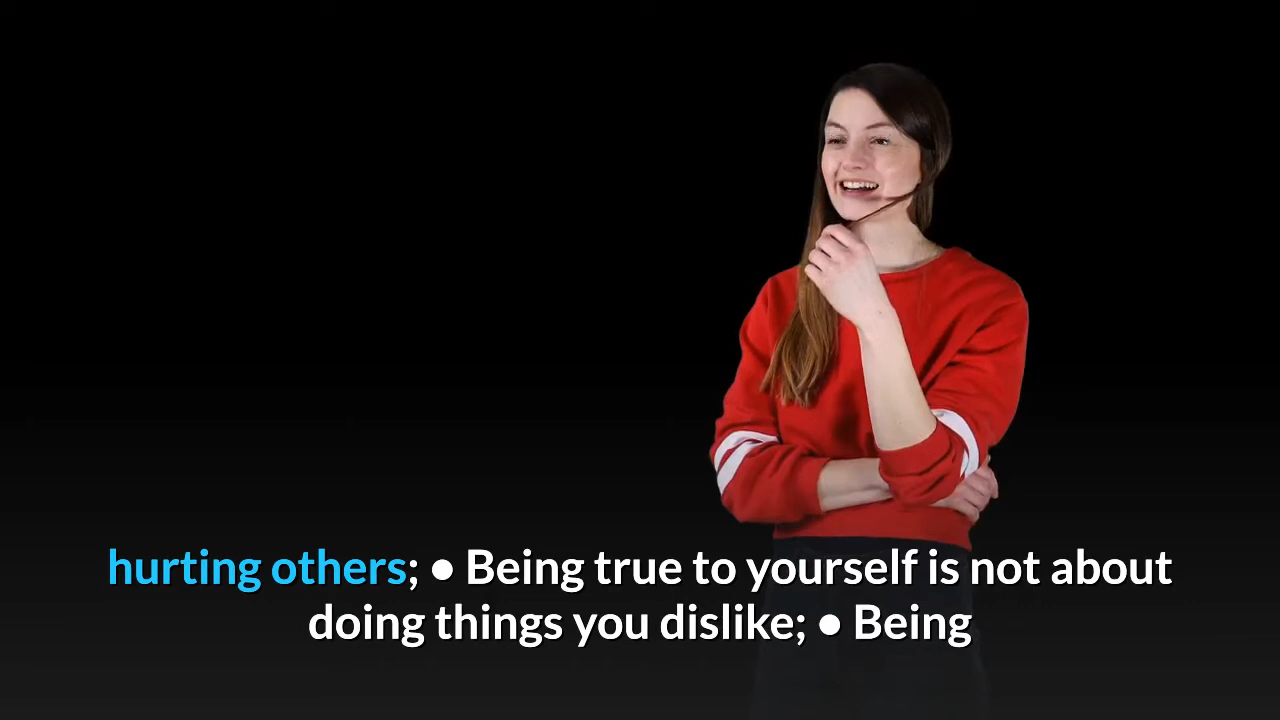 hurting others; ● Being true to yourself is not about
doing things you dislike; ● Being